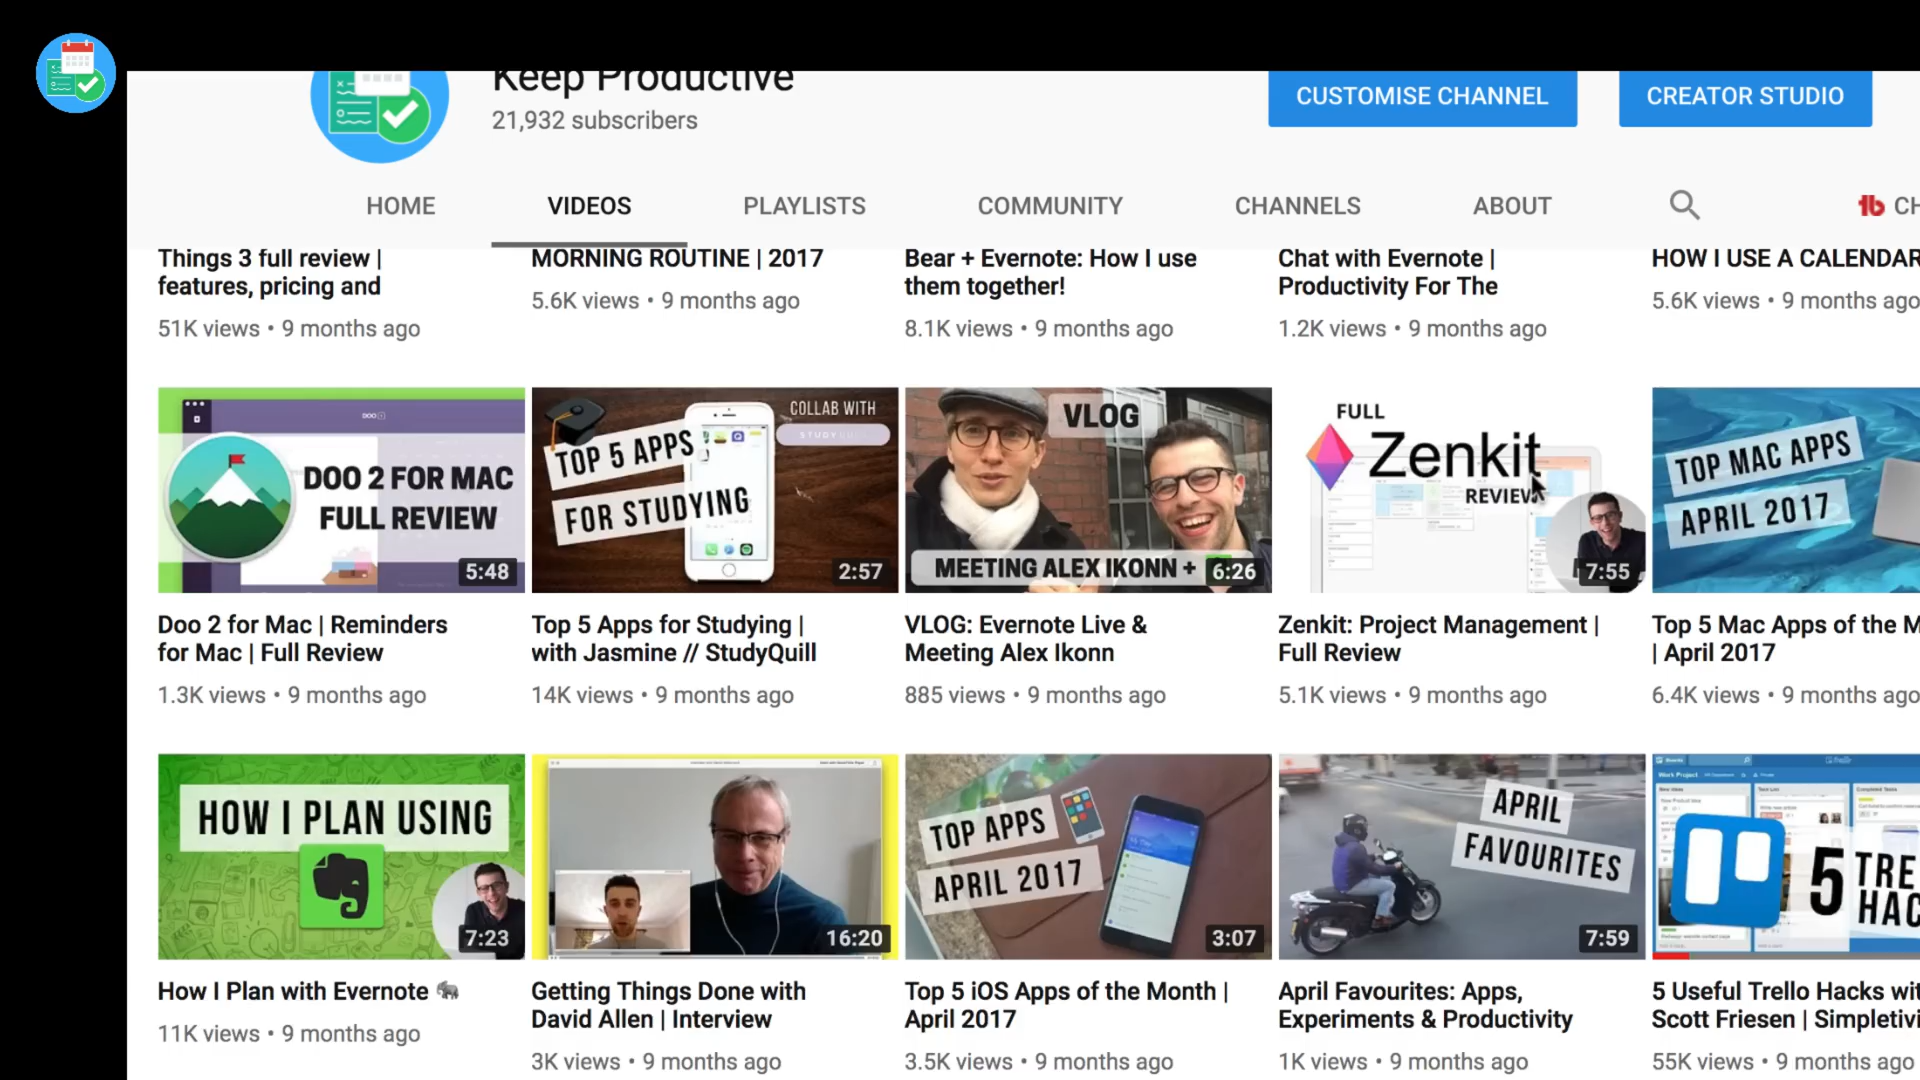 Keep Productive
21,932 subscribers
CUSTOMISE CHANNEL
CREATOR STUDIO
HOME
VIDEOS
PLAYLISTS
COMMUNITY
CHANNELS
ABOUT
CH
Things 3 full review |
features, pricing and
51K views • 9 months ago
MORNING ROUTINE | 2017
5.6K views • 9 months ago
Bear + Evernote: How I use
them together!
8.1K views • 9 months ago
Chat with Evernote |
Productivity For The
1.2K views • 9 months ago
HOW I USE A CALENDAR
5.6K views • 9 months ago
DOO
DOO 2 FOR MAC
FULL REVIEW
5:48
COLLAB WITH
TOP 5 APPS
FOR STUDYING
2:57
VLOG
MEETING ALEX IKONN +
6:26
FULL
Zenkit
REVIEW
7:55
TOP MAC APPS
APRIL 2017
Doo 2 for Mac | Reminders
for Mac | Full Review
1.3K views • 9 months ago
Top 5 Apps for Studying |
with Jasmine // StudyQuill
14K views • 9 months ago
VLOG: Evernote Live &
Meeting Alex Ikonn
885 views • 9 months ago
Zenkit: Project Management |
Full Review
5.1K views • 9 months ago
Top 5 Mac Apps of the M
| April 2017
6.4K views • 9 months ago
HOW I PLAN USING
7:23
16:20
TOP APPS
APRIL 2017
3:07
APRIL
FAVOURITES
7:59
Work Project
5 TRE
HAC
How I Plan with Evernote 🐘
11K views • 9 months ago
Getting Things Done with
David Allen | Interview
3K views • 9 months ago
Top 5 iOS Apps of the Month |
April 2017
3.5K views • 9 months ago
April Favourites: Apps,
Experiments & Productivity
1K views • 9 months ago
5 Useful Trello Hacks wit
Scott Friesen | Simpletivi
55K views • 9 months ago